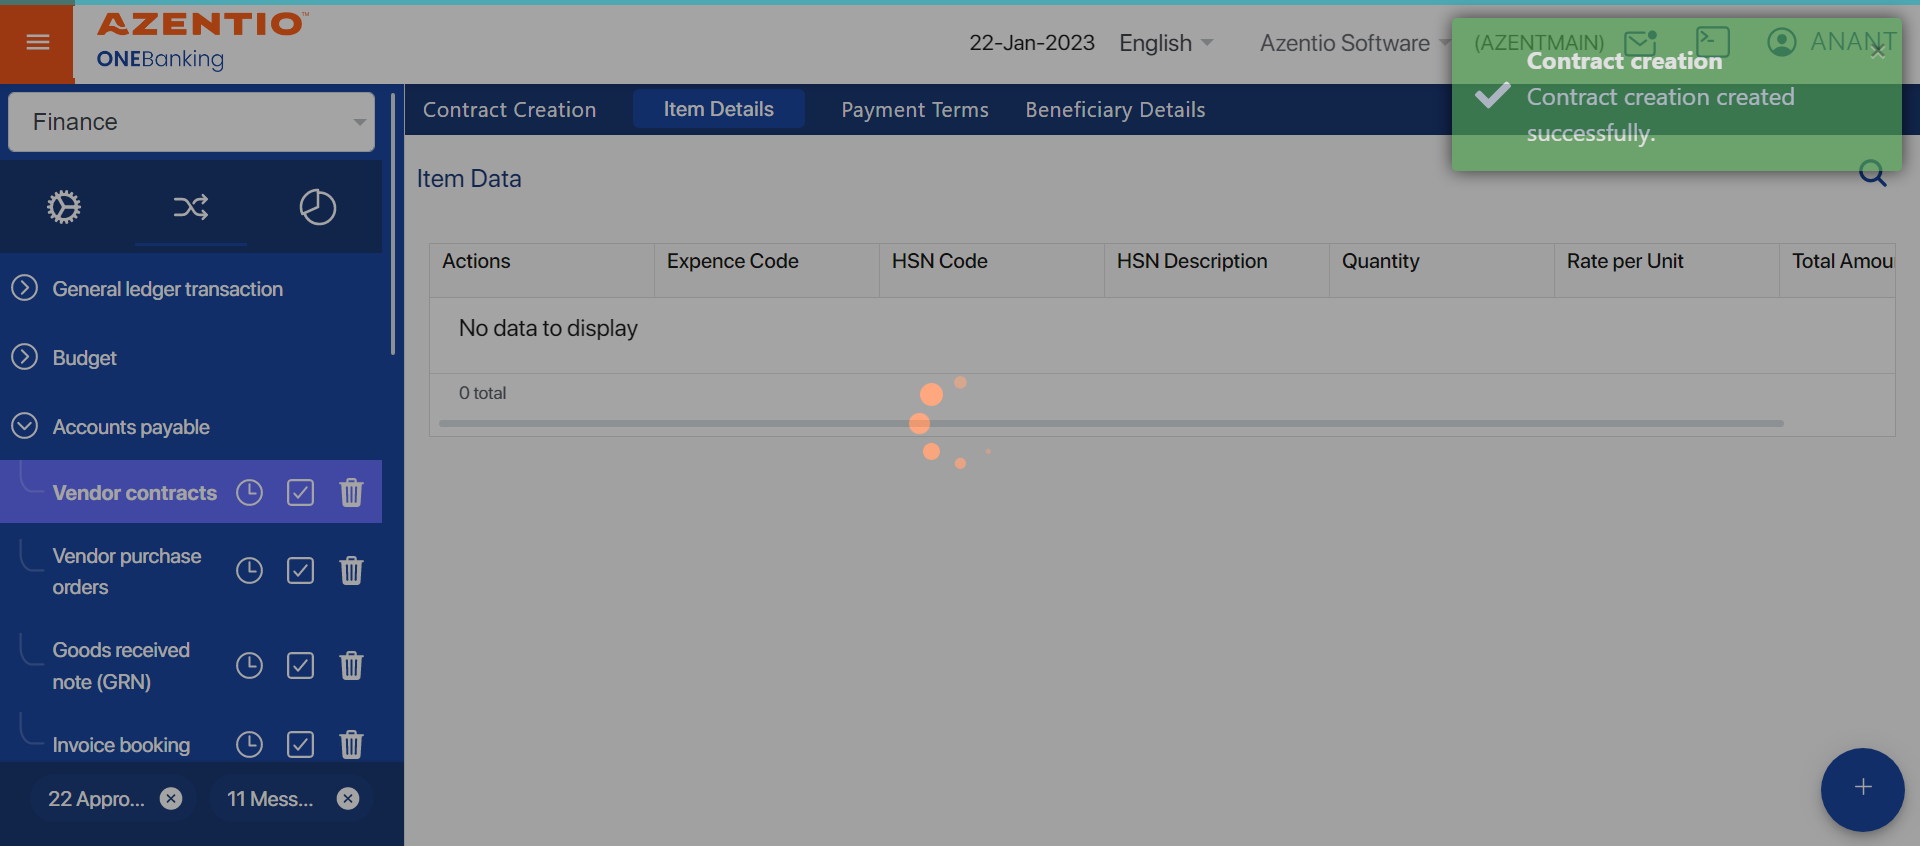 AZENTIO™
ONEBanking
22-Jan-2023
English
Azentio Software
(AZENTMAIN)
ANANT
Contract creation
Contract creation created
successfully.
Finance
Contract Creation
Item Details
Payment Terms
Beneficiary Details
Item Data
Actions
Expence Code
HSN Code
HSN Description
Quantity
Rate per Unit
Total Amou
No data to display
0 total
General ledger transaction
Budget
Accounts payable
Vendor contracts
Vendor purchase
orders
Goods received
note (GRN)
Invoice booking
22 Appro...
11 Mess...